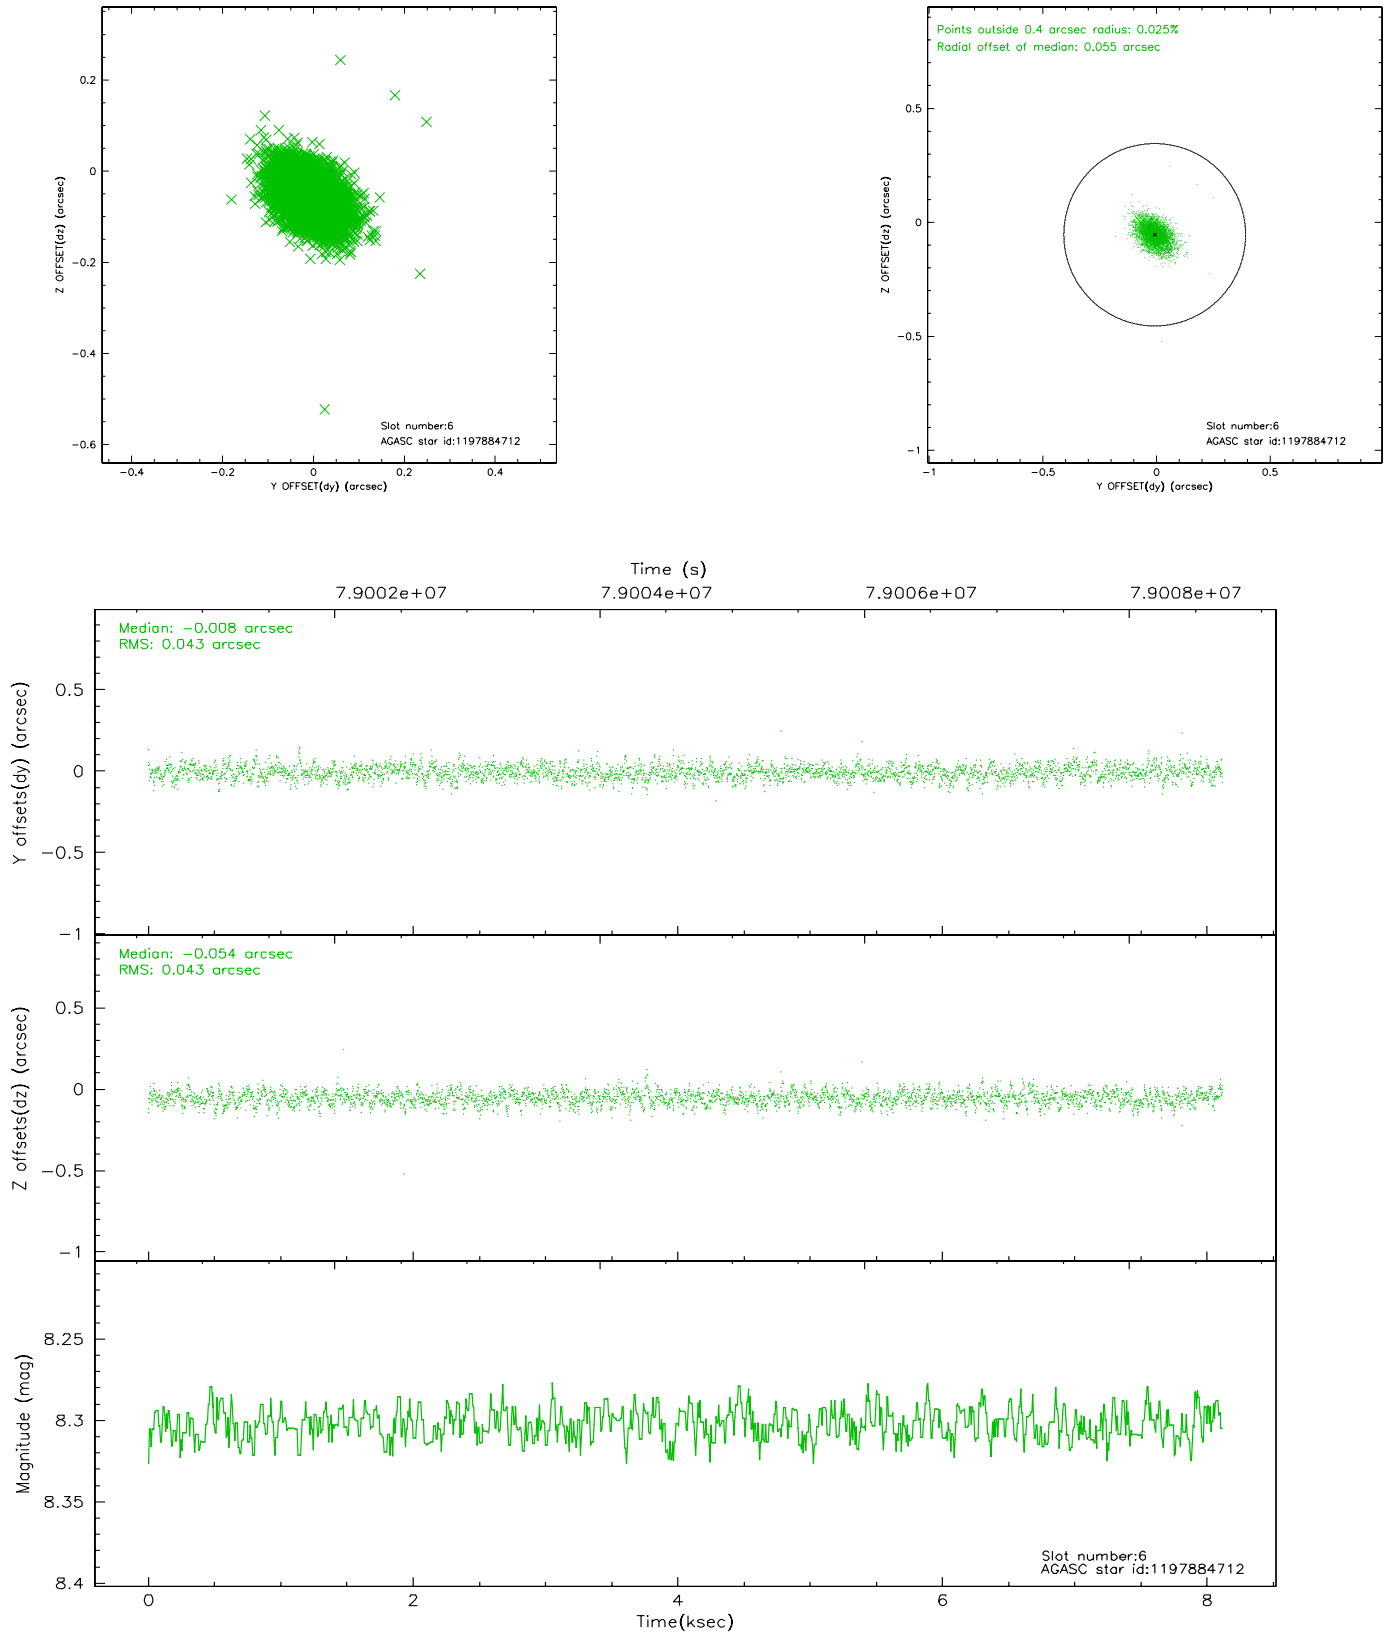 0.2
0
−0.2
−0.4
−0.6
Z OFFSET(dz) (arcsec)
Slot number:6
AGASC star id:1197884712
−0.4 −0.2 0 0.2 0.4
Y OFFSET(dy) (arcsec)
Points outside 0.4 arcsec radius: 0.025%
Radial offset of median: 0.055 arcsec
0.5
0
−0.5
−1
Z OFFSET(dz) (arcsec)
Slot number:6
AGASC star id:1197884712
−1 −0.5 0 0.5
Y OFFSET(dy) (arcsec)
Time (s)
7.9002e+07 7.9004e+07 7.9006e+07 7.9008e+07
Median: −0.008 arcsec
RMS: 0.043 arcsec
0.5
0
−0.5
−1
Y offsets(dy) (arcsec)
Median: −0.054 arcsec
RMS: 0.043 arcsec
0.5
0
−0.5
−1
Z offsets(dz) (arcsec)
8.25
8.3
8.35
8.4
Magnitude (mag)
Slot number:6
AGASC star id:1197884712
0 2 4 6 8
Time(ksec)